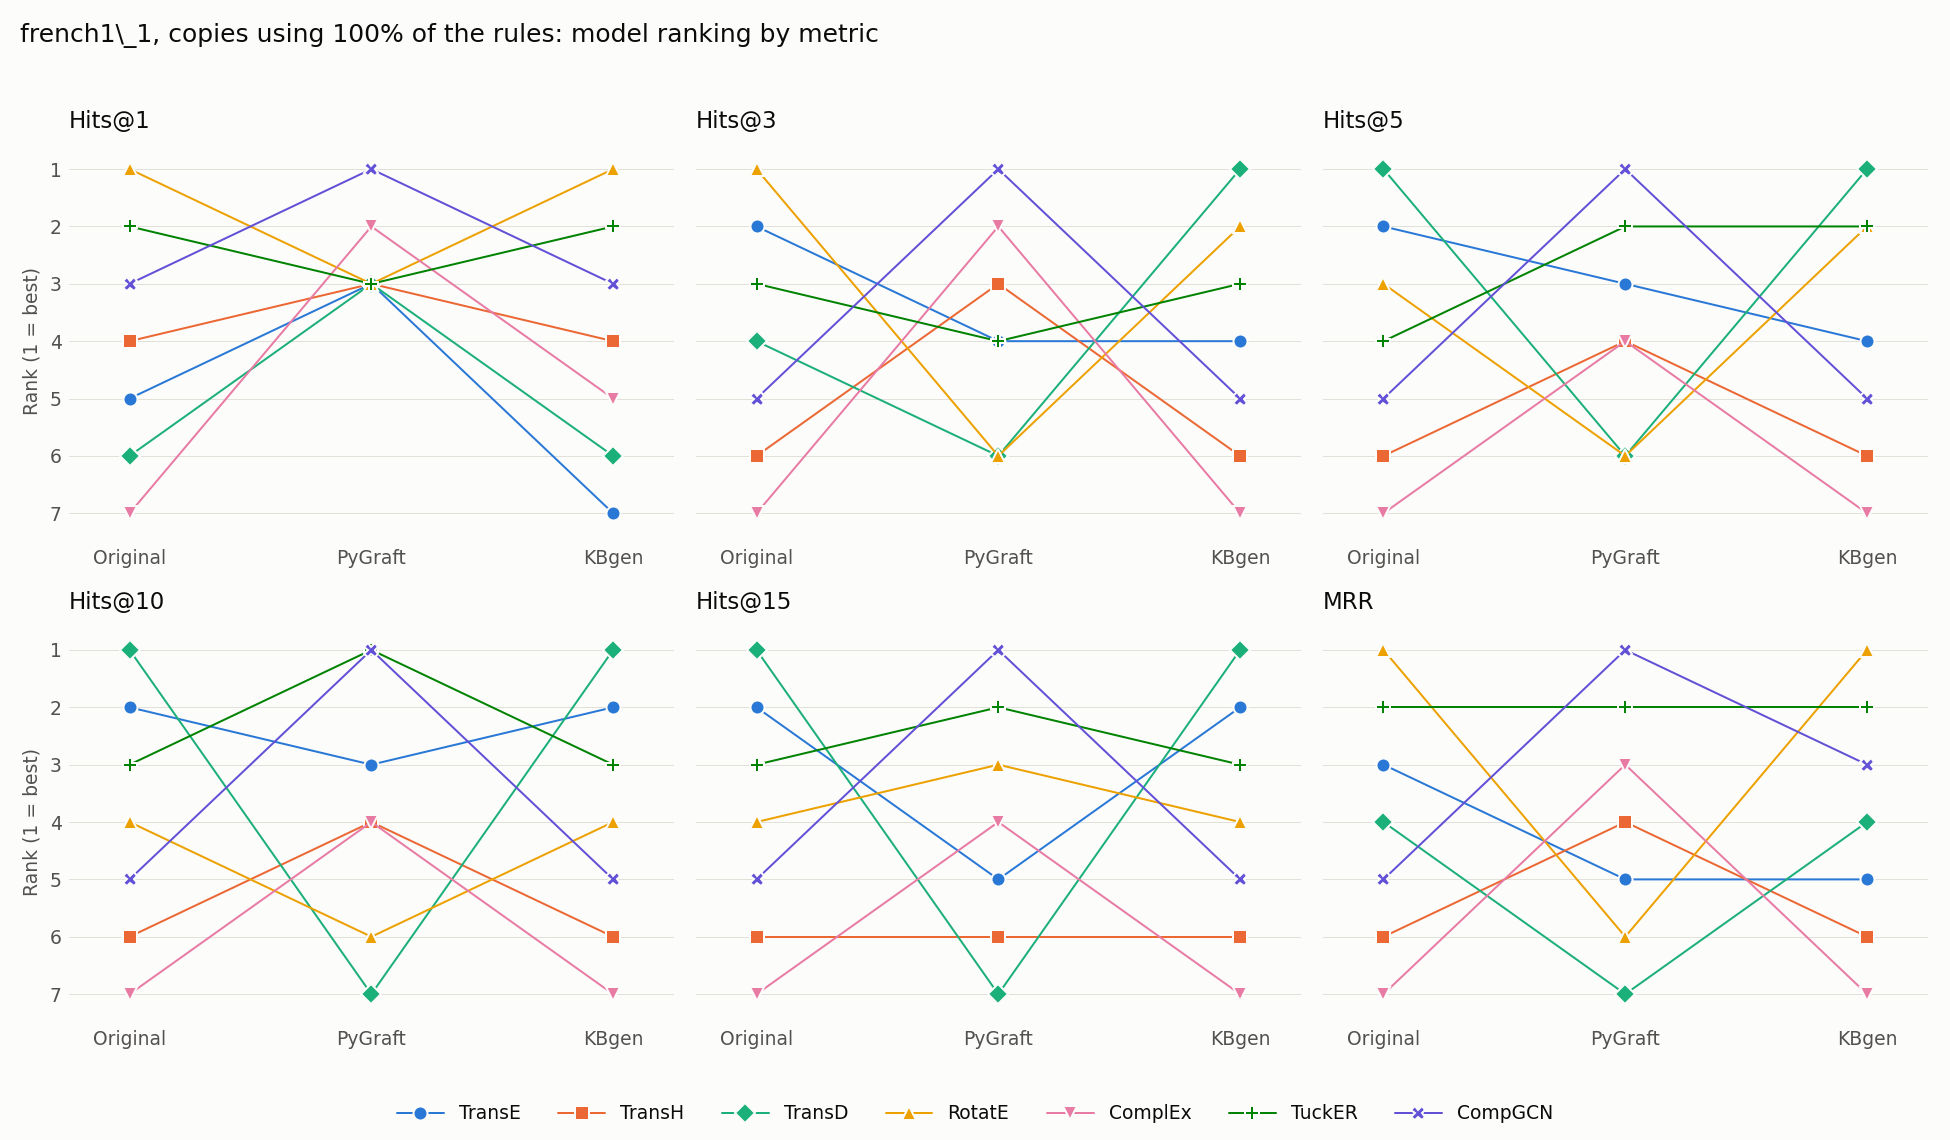 french1\_1, copies using 100% of the rules: model ranking by metric
Hits@1
Hits@3
Hits@5
Rank (1 = best)
1
2
3
4
5
6
7
Original PyGraft KBgen
Original PyGraft KBgen
Original PyGraft KBgen
Hits@10
Hits@15
MRR
Rank (1 = best)
1
2
3
4
5
6
7
Original PyGraft KBgen
Original PyGraft KBgen
Original PyGraft KBgen
TransE TransH TransD RotatE ComplEx TuckER CompGCN